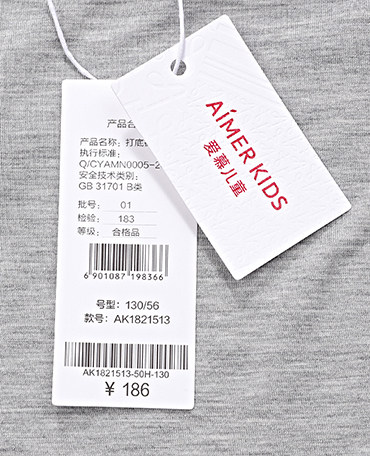 产品名
产品名称: 打底
执行标准:
Q/CYAMN0005-2
安全技术类别:
GB 31701 B类
批号: 01
检验: 183
等级: 合格品
6 901087 198366
号型: 130/56
款号: AK1821513
AK1821513-50H-130
¥ 186
AIMER KIDS
爱慕儿童